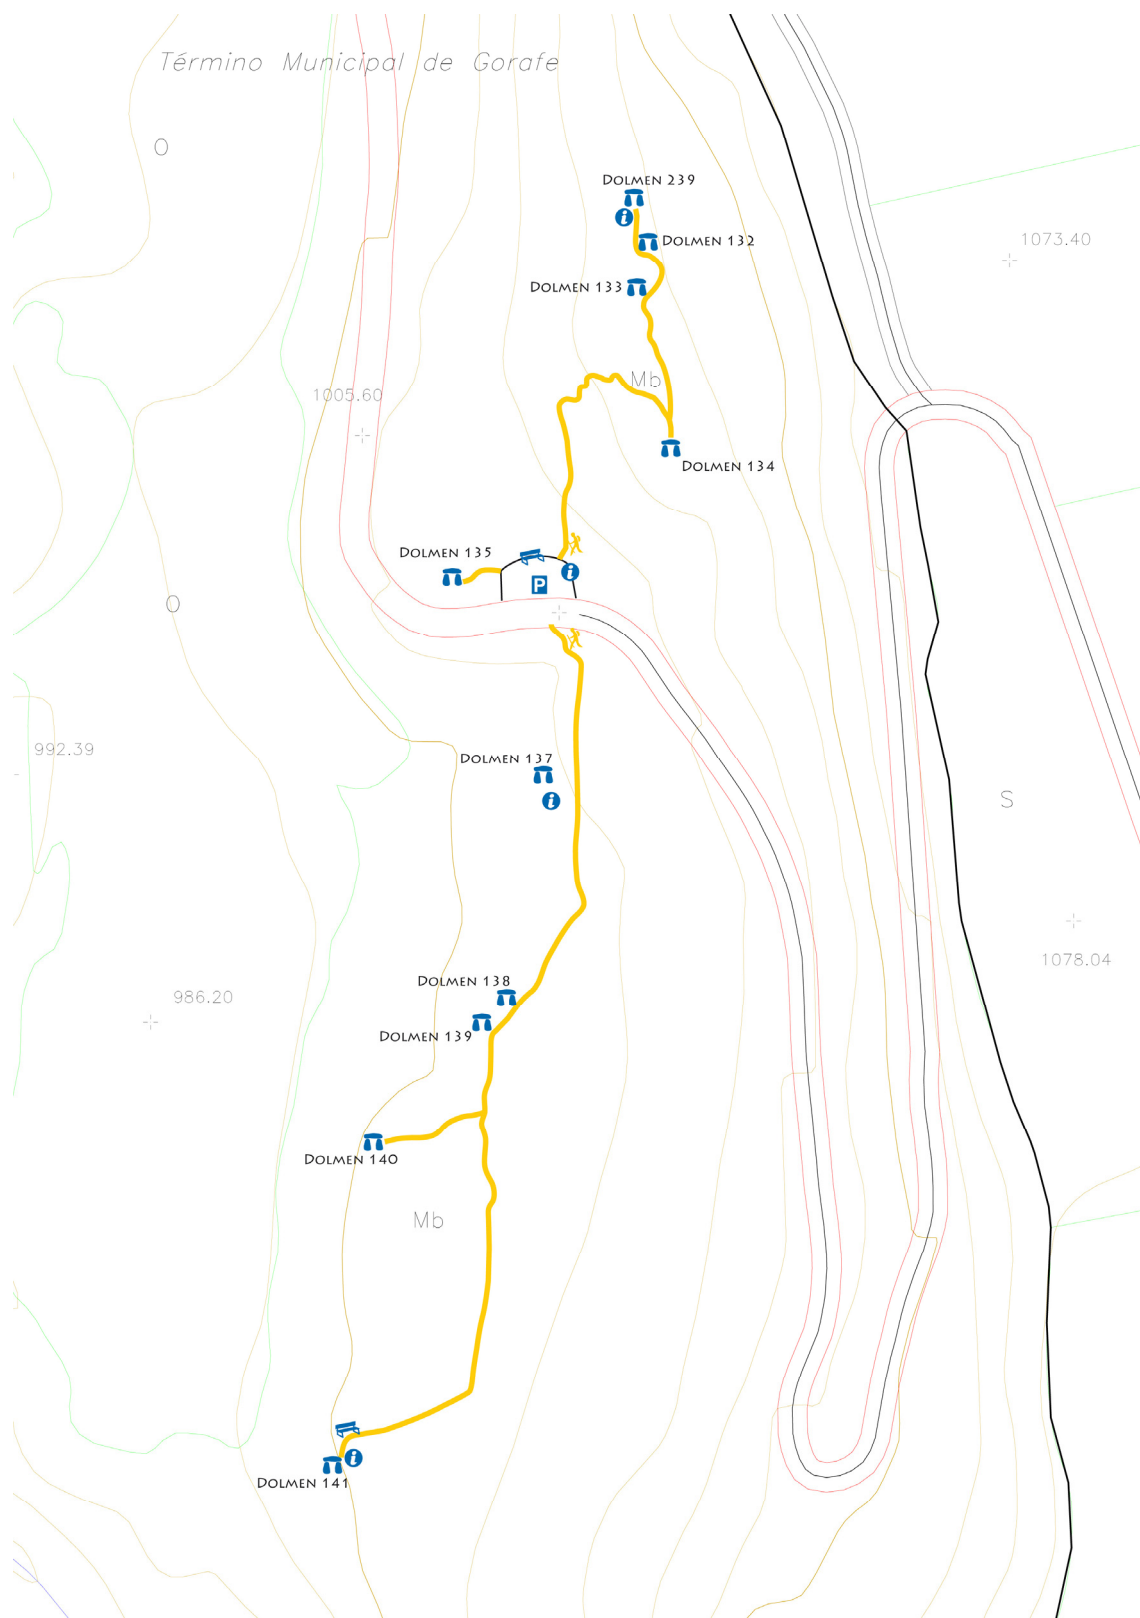 Término Municipal de Gorafe
O
DOLMEN 239
i
DOLMEN 132
1073.40
DOLMEN 133
Mb
1005.60
DOLMEN 134
DOLMEN 135
i
P
O
992.39
DOLMEN 137
i
S
1078.04
DOLMEN 138
986.20
DOLMEN 139
DOLMEN 140
Mb
i
DOLMEN 141